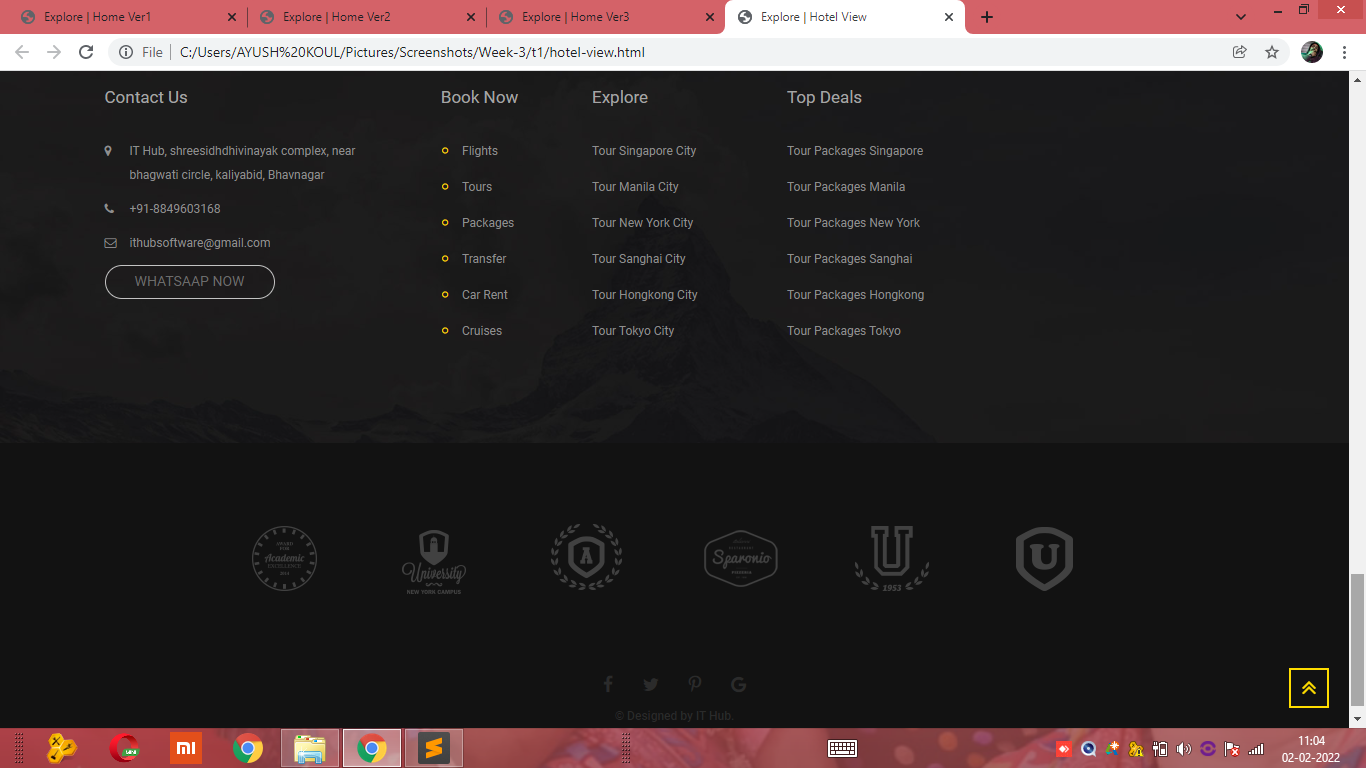 Explore | Home Ver1
Explore | Home Ver2
Explore | Home Ver3
Explore | Hotel View
File
C:/Users/AYUSH%20KOUL/Pictures/Screenshots/Week-3/t1/hotel-view.html
Contact Us
IT Hub, shreesidhdhivinayak complex, near
bhagwati circle, kaliyabid, Bhavnagar
+91-8849603168
ithubsoftware@gmail.com
WHATSAAP NOW
Book Now
Flights
Tours
Packages
Transfer
Car Rent
Cruises
Explore
Tour Singapore City
Tour Manila City
Tour New York City
Tour Sanghai City
Tour Hongkong City
Tour Tokyo City
Top Deals
Tour Packages Singapore
Tour Packages Manila
Tour Packages New York
Tour Packages Sanghai
Tour Packages Hongkong
Tour Packages Tokyo
AWARD
FOR
Academic
EXCELLENCE
University
NEW YORK CAMPUS
Sparonio
U
1953
U
© Designed by IT Hub.
mi
11:04
02-02-2022